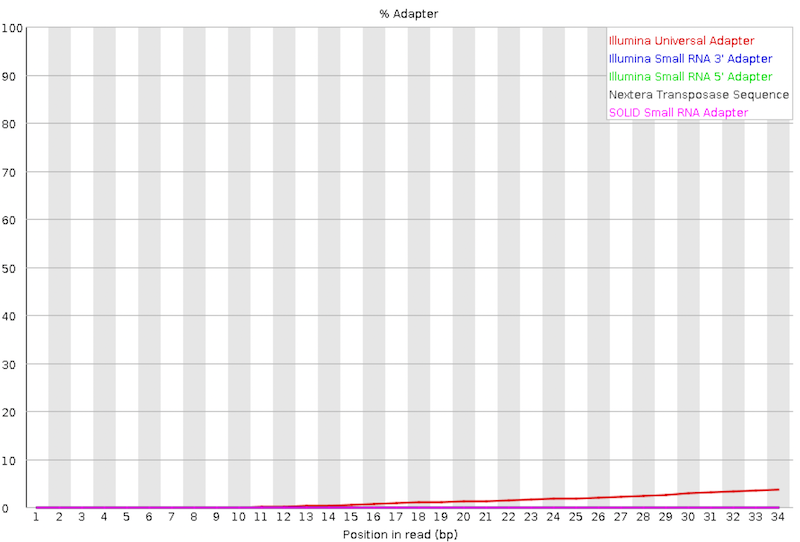 % Adapter
100
90
80
70
60
50
40
30
20
10
0
Illumina Universal Adapter
Illumina Small RNA 3' Adapter
Illumina Small RNA 5' Adapter
Nextera Transposase Sequence
SOLID Small RNA Adapter
1 2 3 4 5 6 7 8 9 10 11 12 13 14 15 16 17 18 19 20 21 22 23 24 25 26 27 28 29 30 31 32 33 34
Position in read (bp)